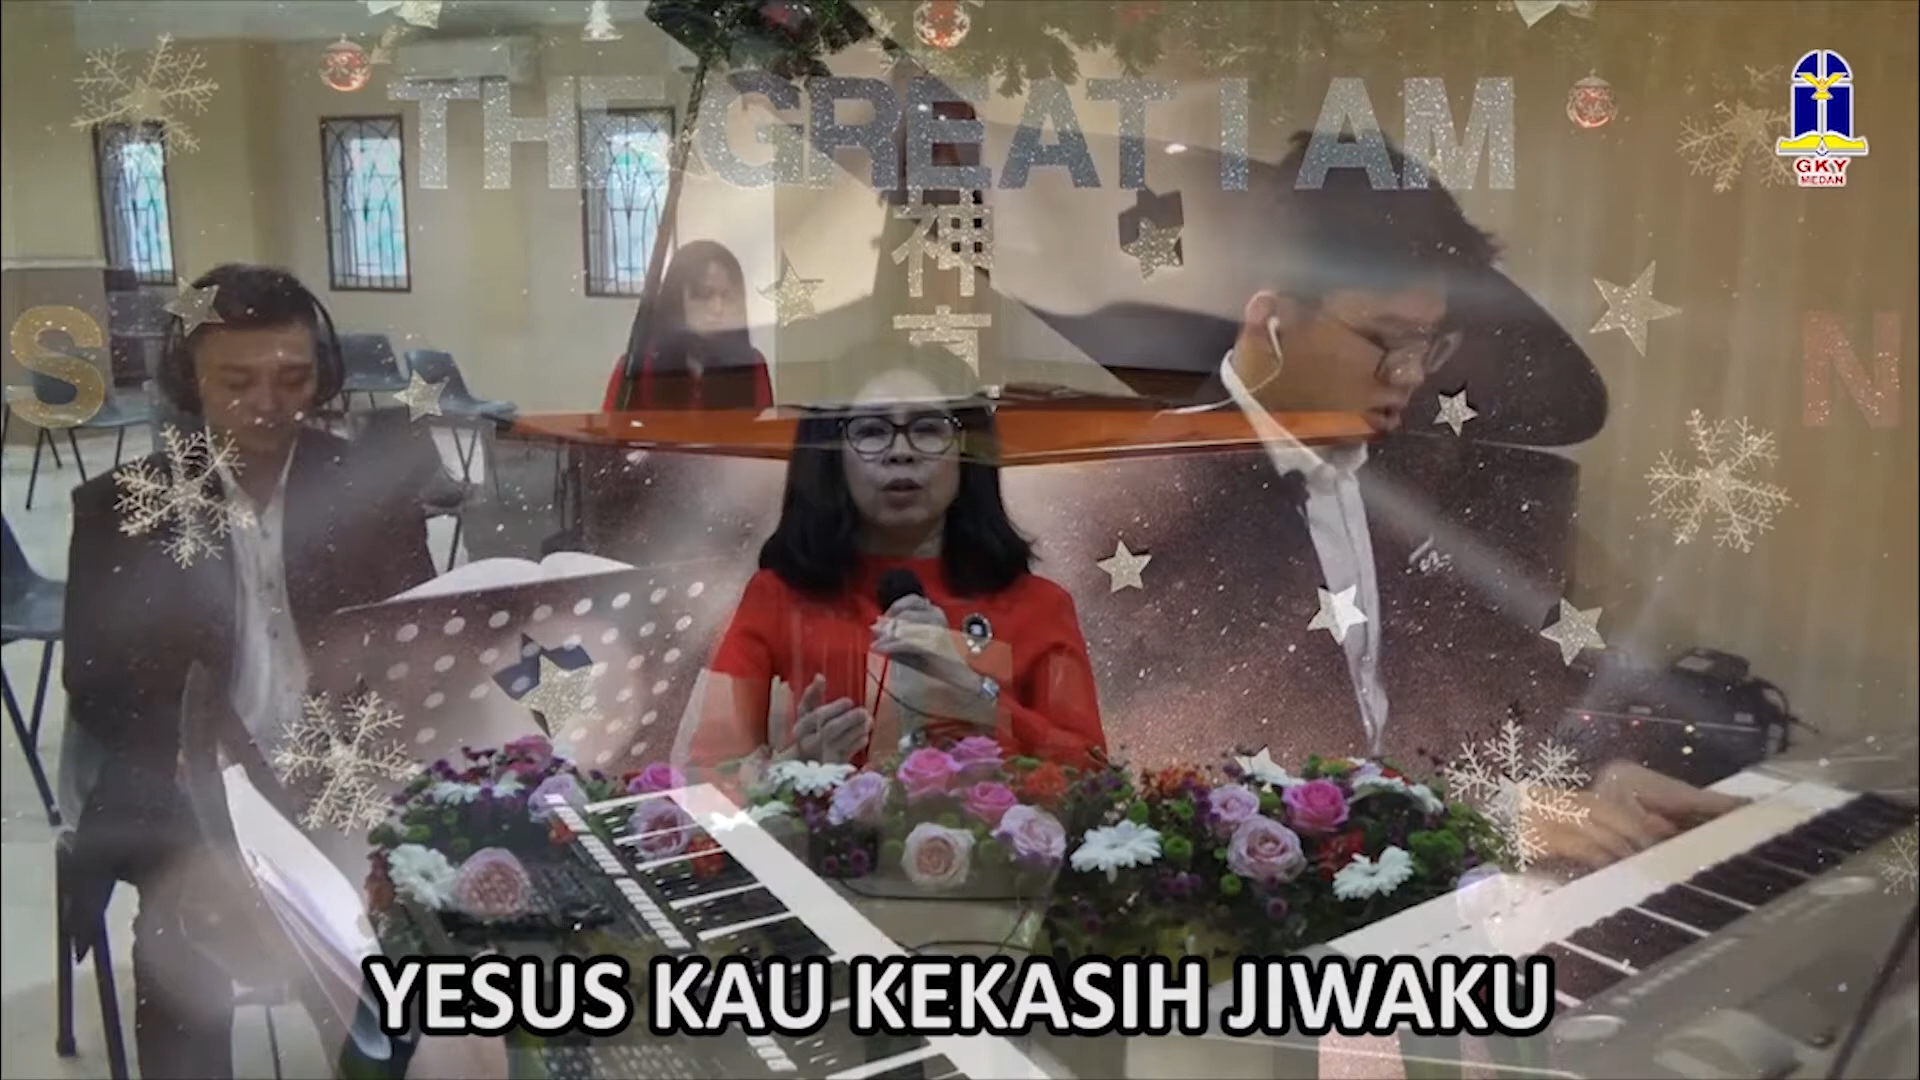 THE GREAT I AM
神
S
N
GKY
MEDAN
YESUS KAU KEKASIH JIWAKU